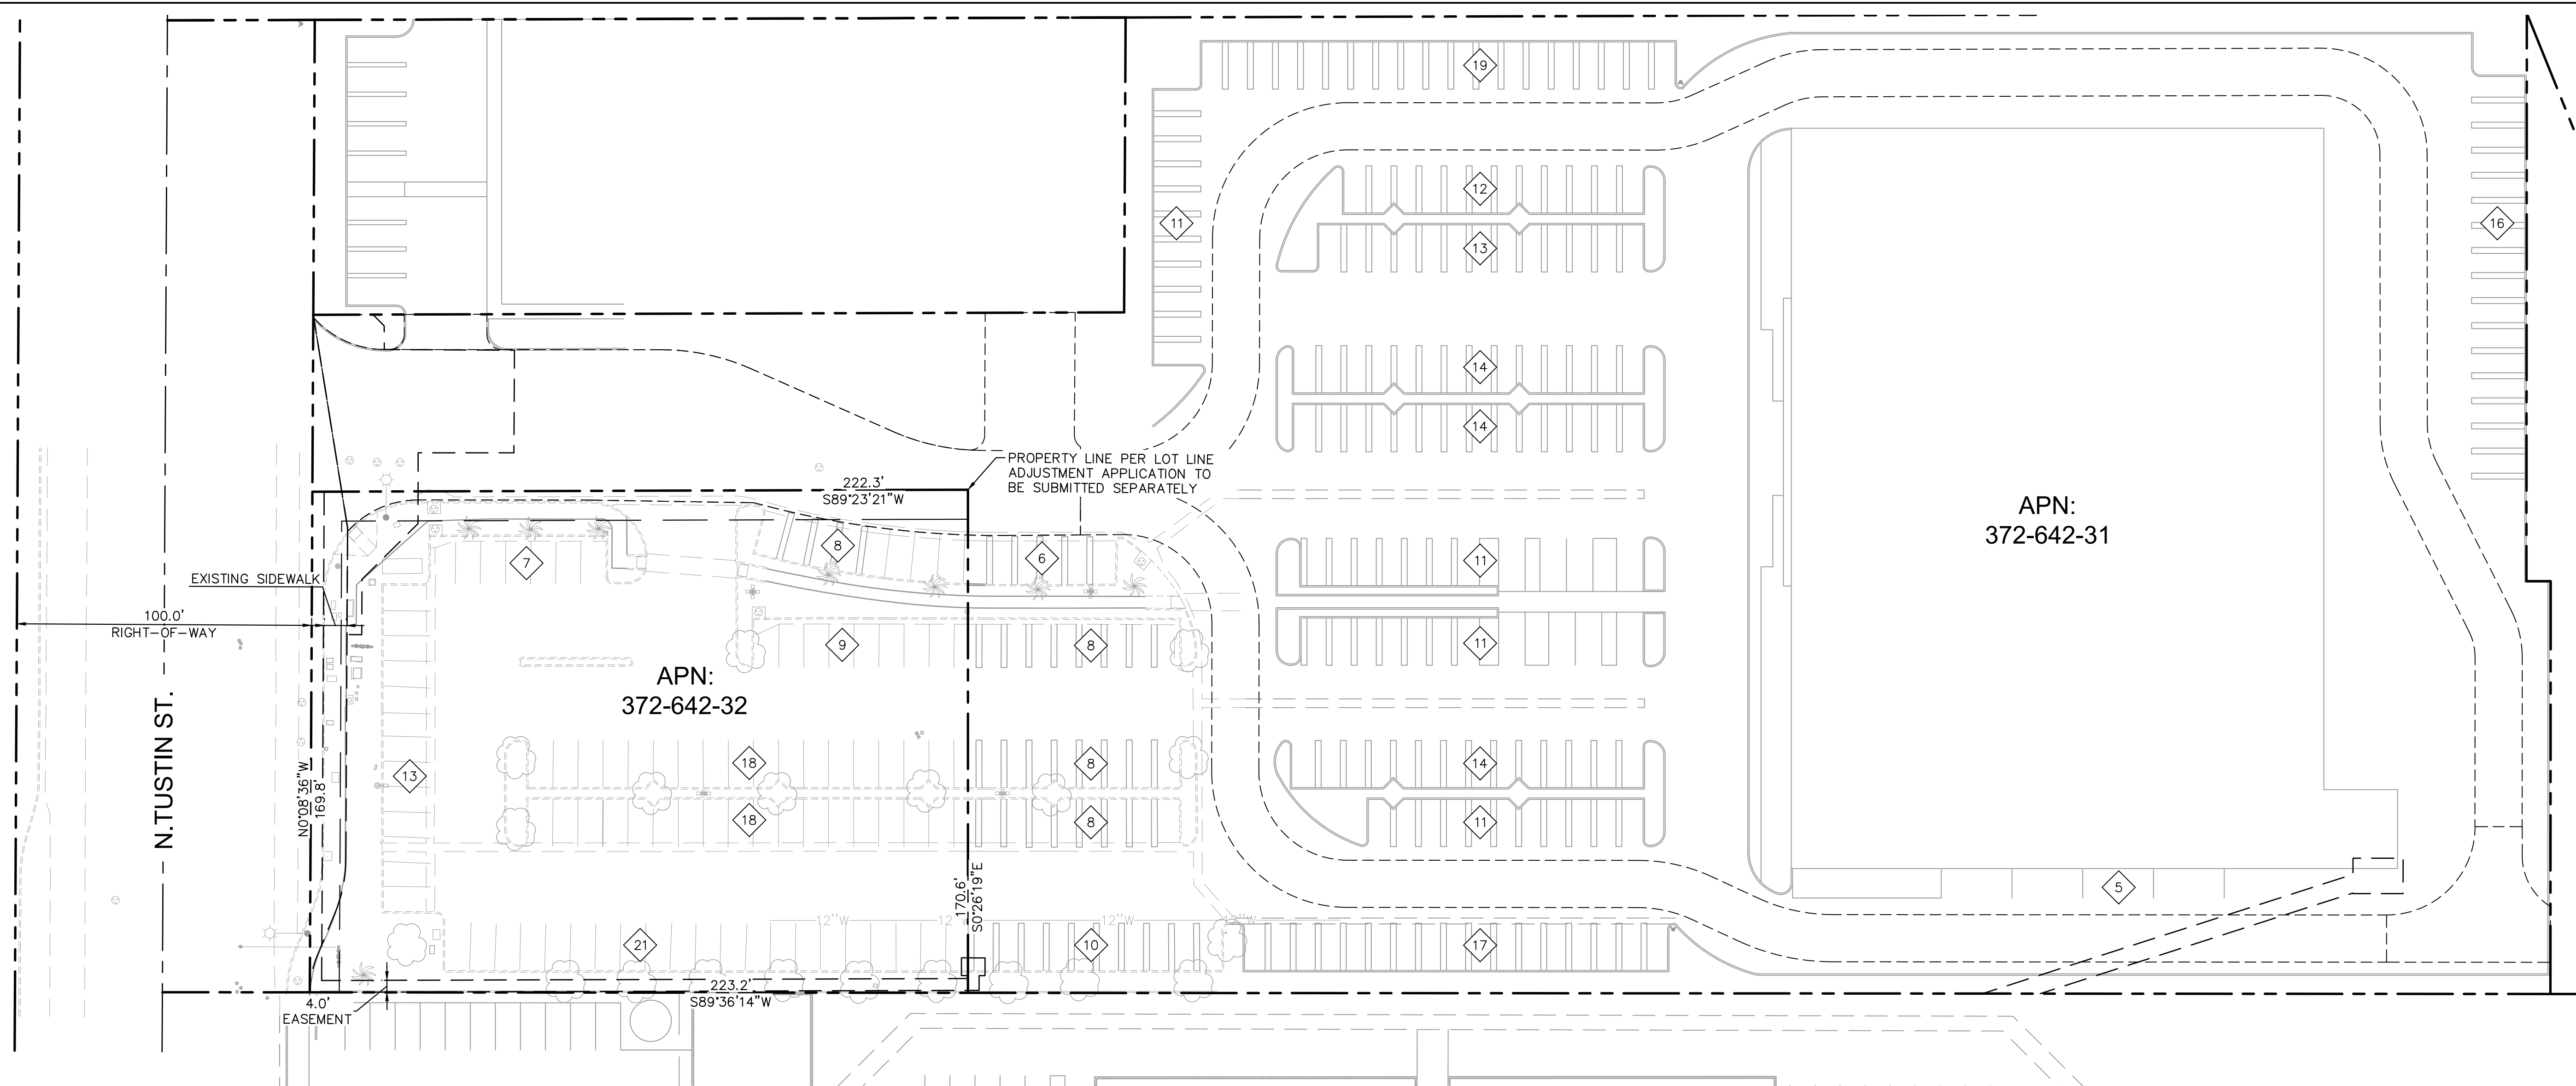 19
12
11
16
13
14
14
PROPERTY LINE PER LOT LINE
ADJUSTMENT APPLICATION TO
BE SUBMITTED SEPARATELY
222.3'
S89°23'21"W
APN:
372-642-31
8
6
7
11
EXISTING SIDEWALK
100.0'
RIGHT-OF-WAY
9
8
11
APN:
372-642-32
N.TUSTIN ST.
N0°08'36"W
169.8'
13
18
8
14
18
8
11
170.6'
S0°26'19"E
5
12"W
12"W
12"W
12"W
21
10
17
223.2'
S89°36'14"W
4.0'
EASEMENT